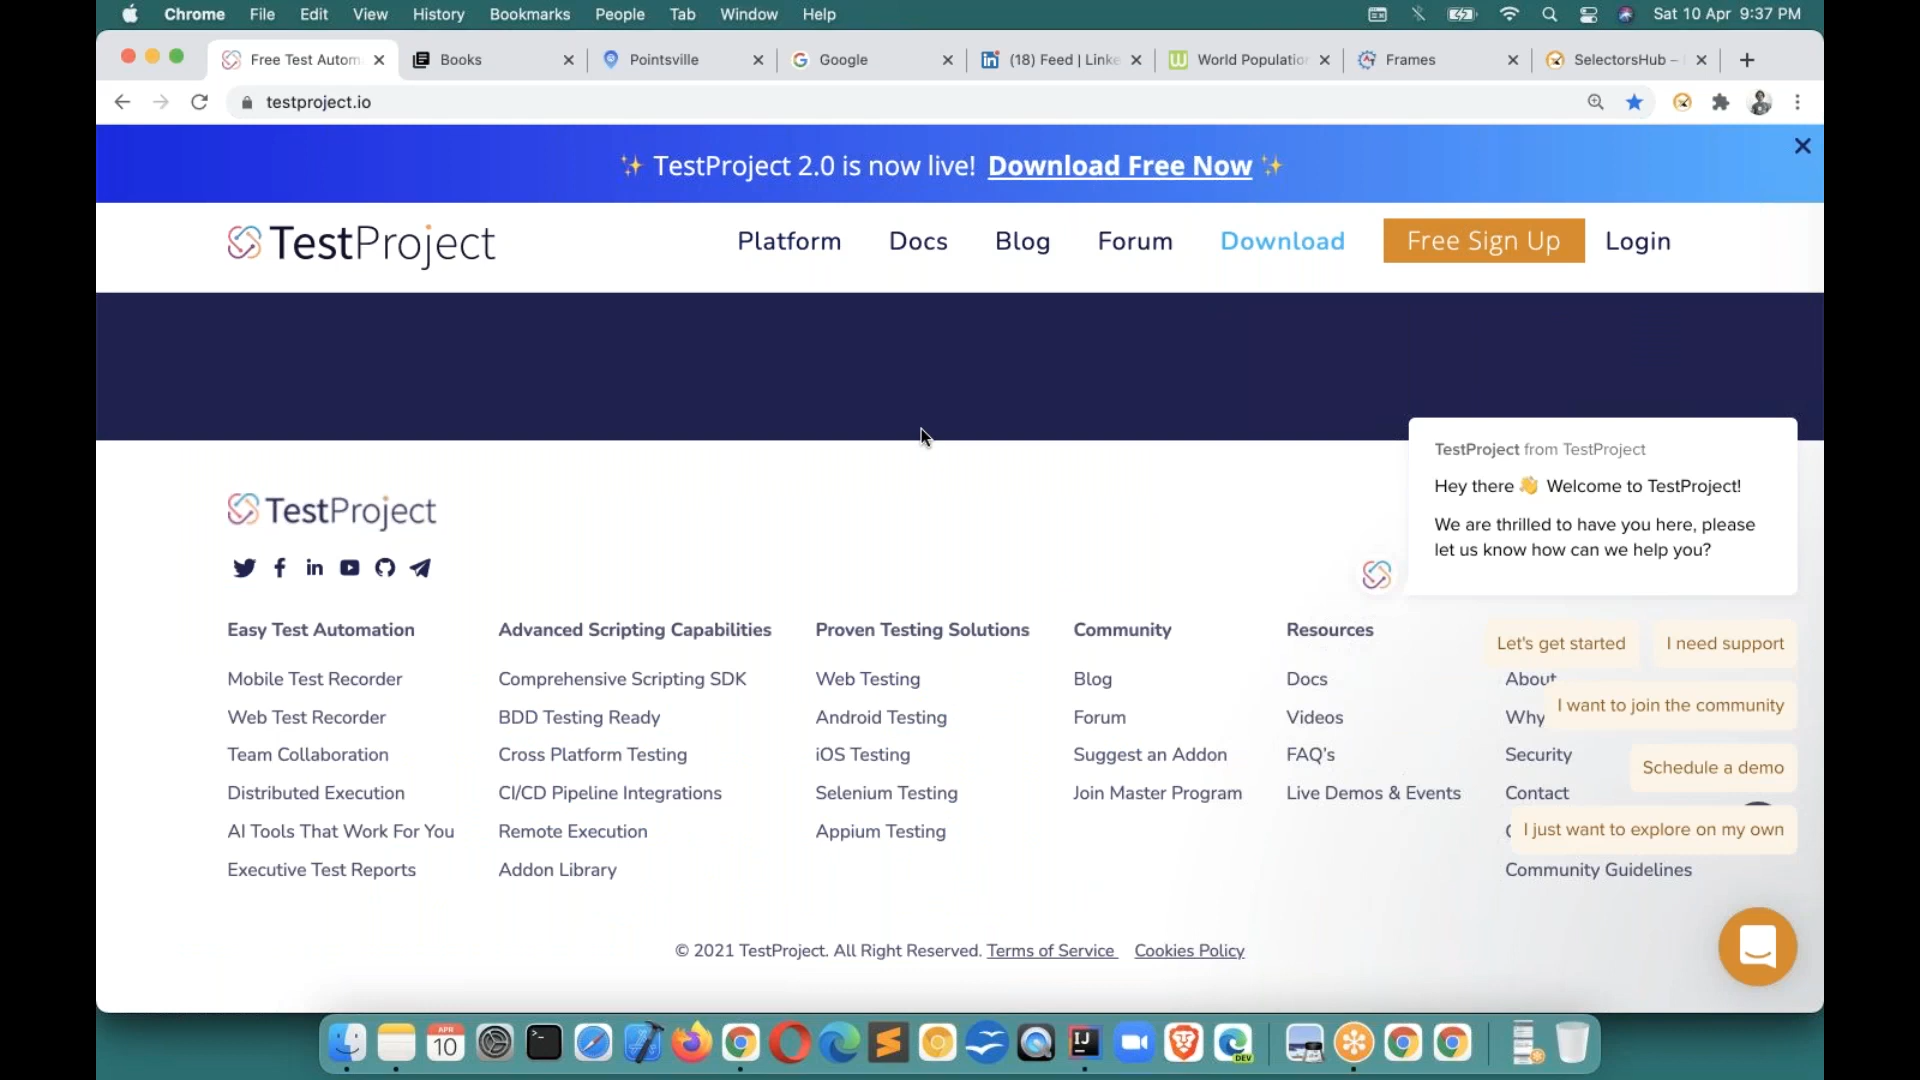 Chrome File Edit View History Bookmarks People Tab Window Help Sat 10 Apr 9:37 PM
Free Test Autom Books Pointsville Google (18) Feed | Linke World Population Frames SelectorsHub –
testproject.io
✨ TestProject 2.0 is now live! Download Free Now ✨
TestProject Platform Docs Blog Forum Download Free Sign Up Login
TestProject from TestProject
Hey there 👋 Welcome to TestProject!
We are thrilled to have you here, please
let us know how can we help you?
TestProject
Easy Test Automation Advanced Scripting Capabilities Proven Testing Solutions Community Resources
Let's get started I need support
Mobile Test Recorder Comprehensive Scripting SDK Web Testing Blog Docs About
I want to join the community
Web Test Recorder BDD Testing Ready Android Testing Forum Videos Why
Team Collaboration Cross Platform Testing iOS Testing Suggest an Addon FAQ's Security
Schedule a demo
Distributed Execution CI/CD Pipeline Integrations Selenium Testing Join Master Program Live Demos & Events Contact
AI Tools That Work For You Remote Execution Appium Testing
I just want to explore on my own
Executive Test Reports Addon Library Community Guidelines
© 2021 TestProject. All Right Reserved. Terms of Service Cookies Policy
APR
10
IJ
DEV